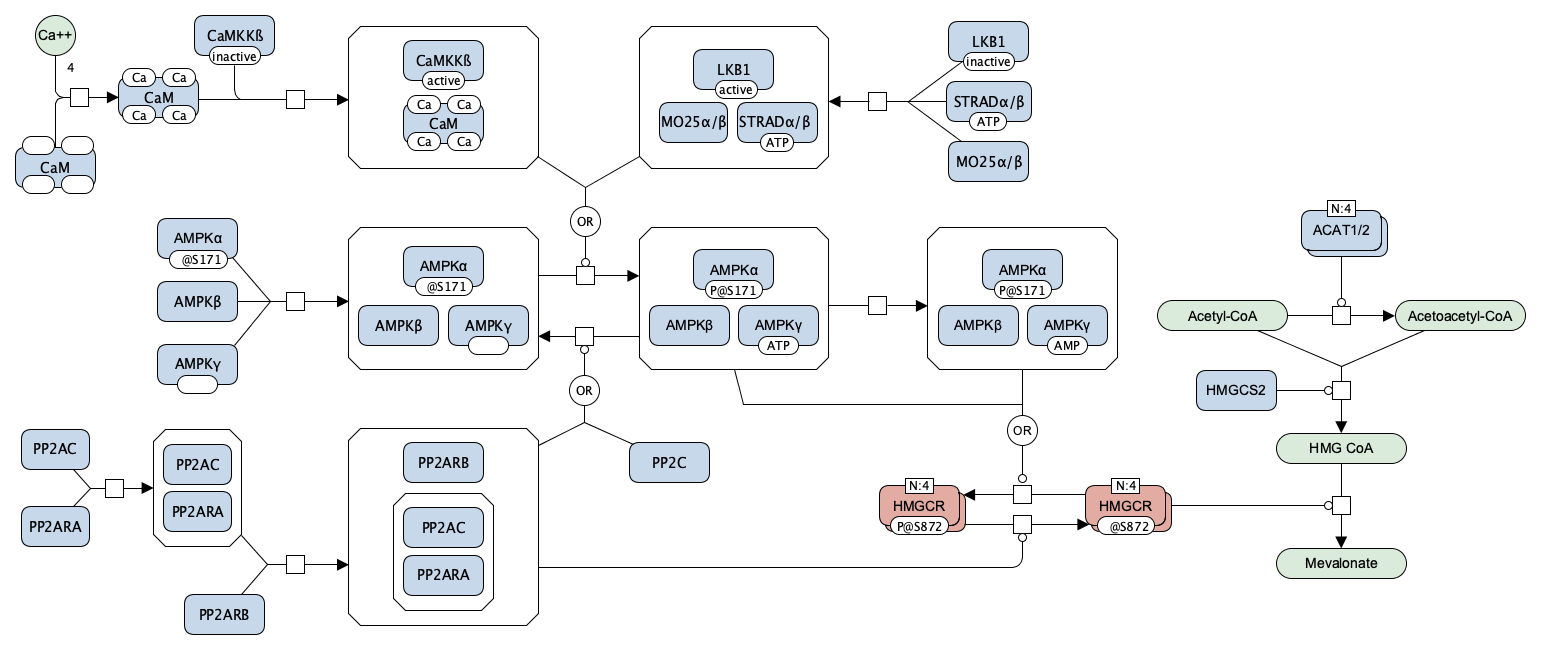 Ca++
4
CaM
Ca
Ca
CaM
Ca
Ca
CaMKKß
inactive
CaMKKß
active
Ca
Ca
CaM
Ca
Ca
LKB1
active
MO25α/β
STRADα/β
ATP
LKB1
inactive
STRADα/β
ATP
MO25α/β
OR
AMPKα
@S171
AMPKβ
AMPKγ
AMPKα
@S171
AMPKβ
AMPKγ
AMPKα
P@S171
AMPKβ
AMPKγ
ATP
AMPKα
P@S171
AMPKβ
AMPKγ
AMP
N:4
ACAT1/2
Acetyl-CoA
Acetoacetyl-CoA
HMGCS2
HMG CoA
Mevalonate
OR
OR
PP2AC
PP2ARA
PP2AC
PP2ARA
PP2ARB
PP2ARB
PP2AC
PP2ARA
PP2C
N:4
HMGCR
P@S872
N:4
HMGCR
@S872